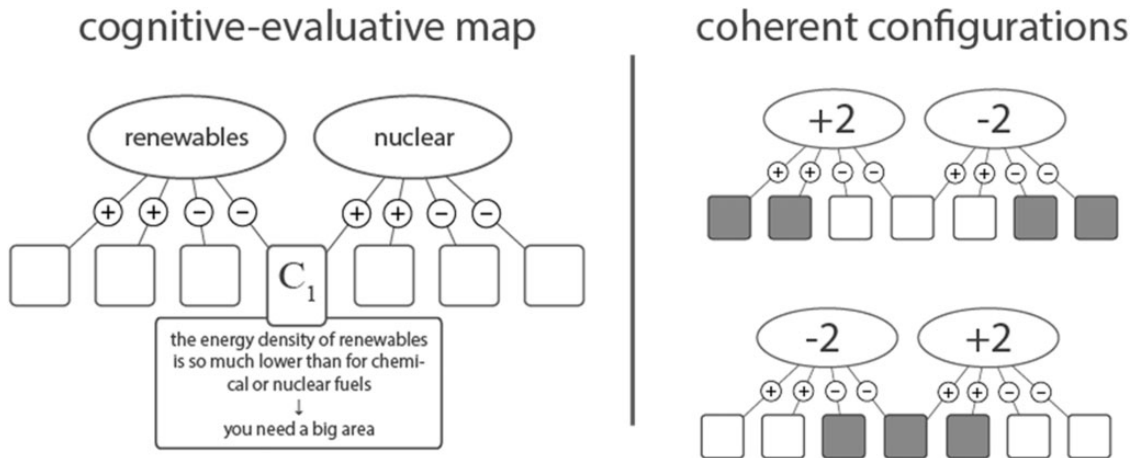 cognitive-evaluative map
renewables
nuclear
+ + − −
+ + − −
C1
the energy density of renewables
is so much lower than for chemi-
cal or nuclear fuels
↓
you need a big area
coherent configurations
+2
-2
+ + − −
+ + − −
-2
+2
+ + − −
+ + − −